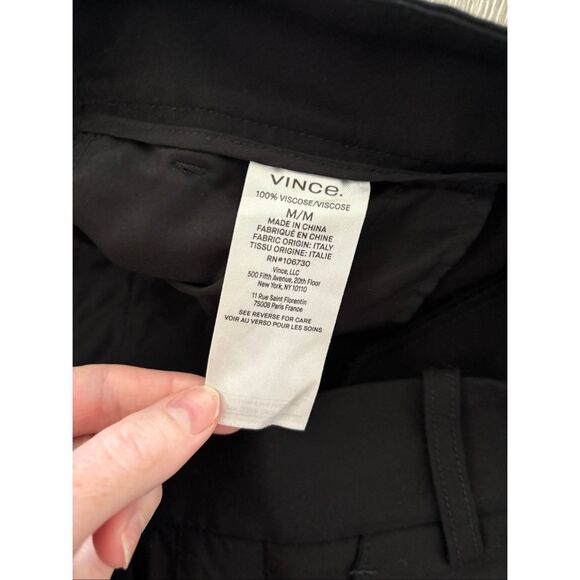 VINCe.
100% VISCOSE/VISCOSE
M/M
MADE IN CHINA
FABRIQUÉ EN CHINE
FABRIC ORIGIN: ITALY
TISSU ORIGINE: ITALIE
RN#106730
Vince, LLC
500 Fifth Avenue, 20th Floor
New York, NY 10110
11 Rue Saint Florentin
75008 Paris France
SEE REVERSE FOR CARE
VOIR AU VERSO POUR LES SOINS